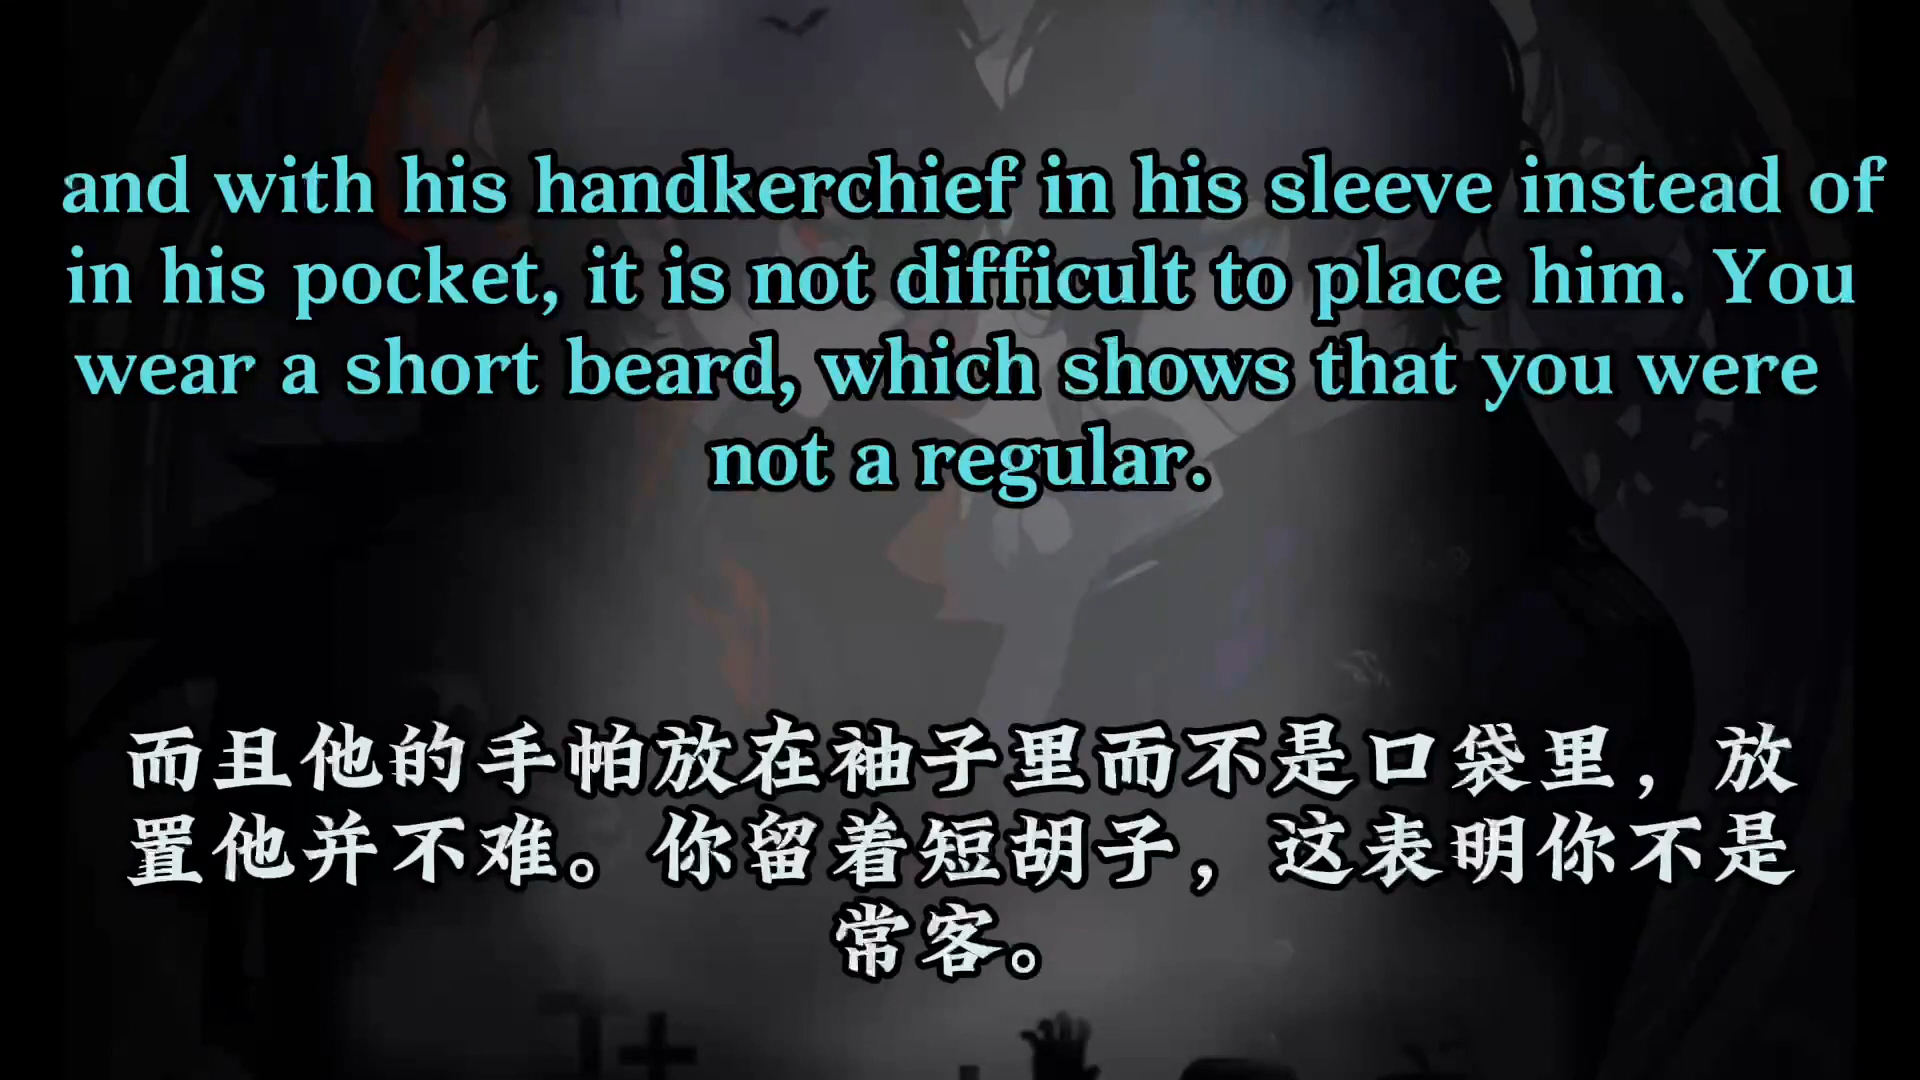 and with his handkerchief in his sleeve instead of
in his pocket, it is not difficult to place him. You
wear a short beard, which shows that you were
not a regular.
而且他的手帕放在袖子里而不是口袋里，放
置他并不难。你留着短胡子，这表明你不是
常客。